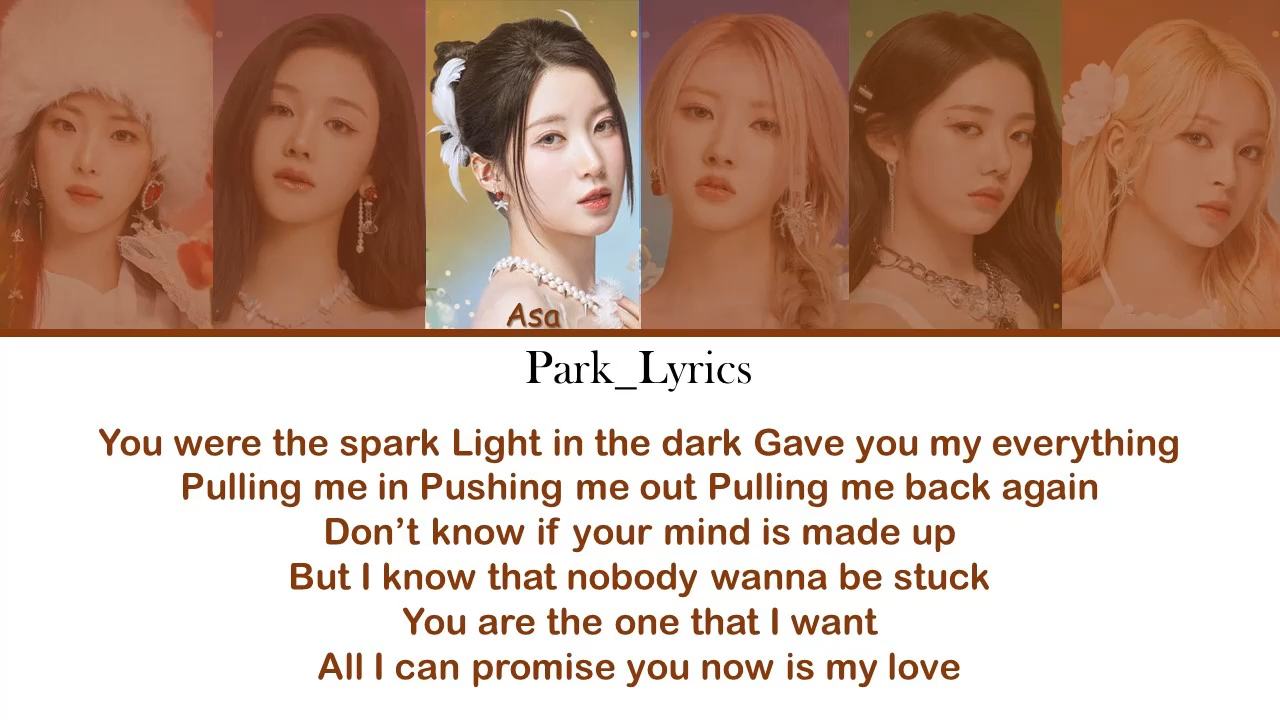 Asa
Park_Lyrics
You were the spark Light in the dark Gave you my everything
Pulling me in Pushing me out Pulling me back again
Don’t know if your mind is made up
But I know that nobody wanna be stuck
You are the one that I want
All I can promise you now is my love